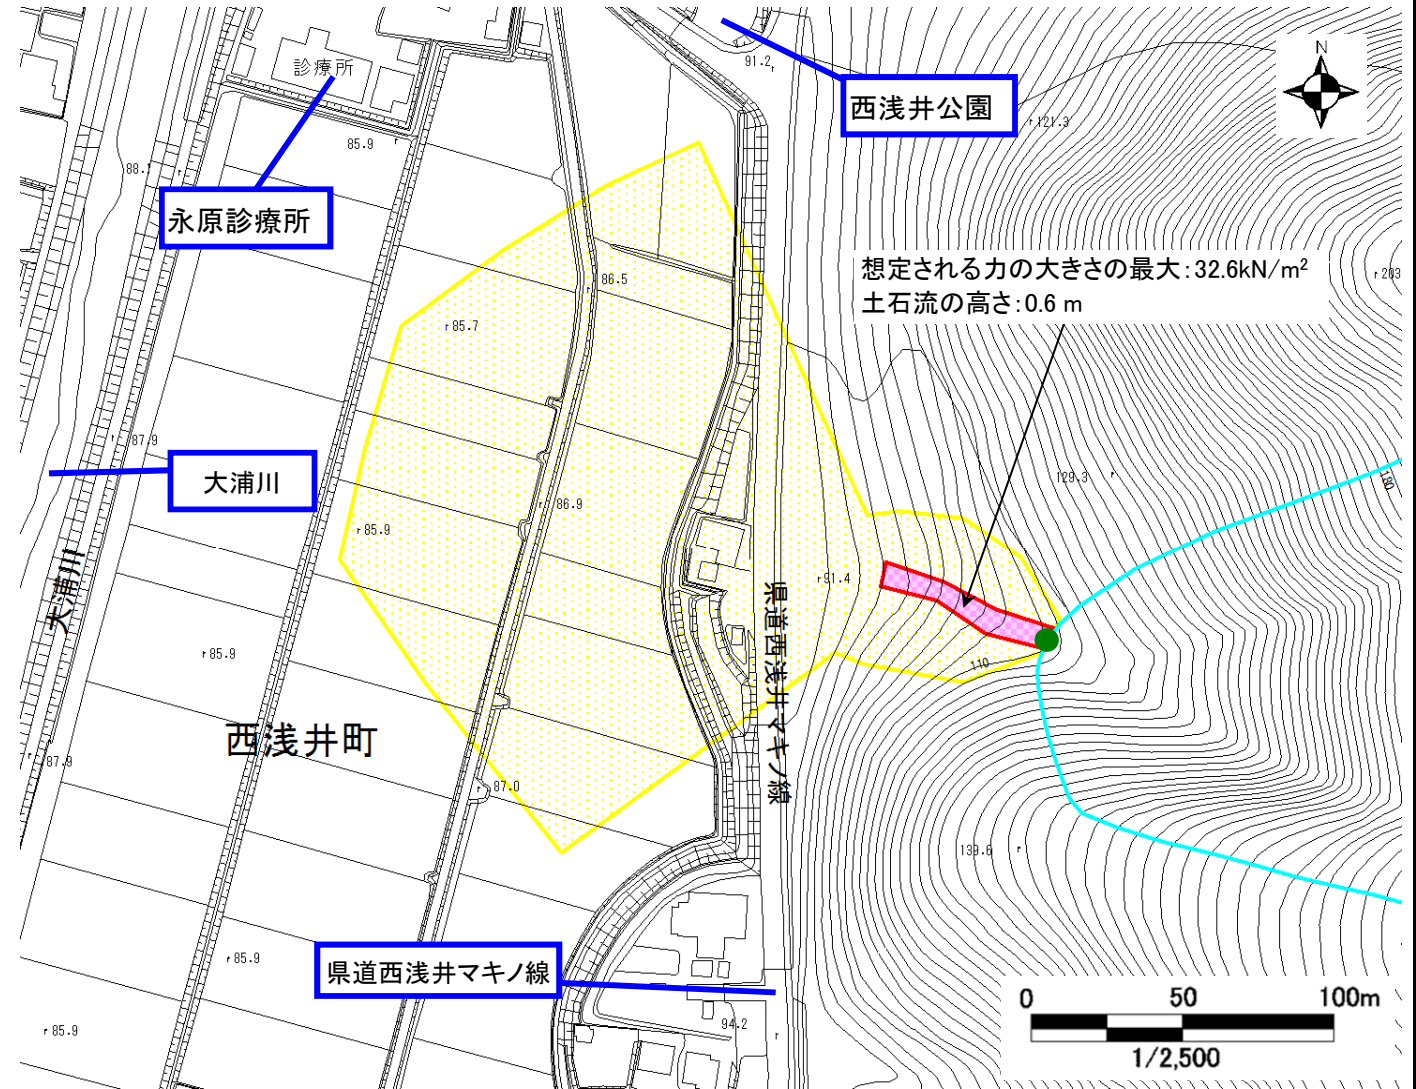 診療所
91.2
N
西浅井公園
121.3
85.9
88.1
永原診療所
想定される力の大きさの最大:32.6kN/m²
土石流の高さ:0.6 m
203
86.5
85.7
87.9
大浦川
129.3
180
86.9
85.9
大浦川
91.4
県道西浅井マキノ線
85.9
110
西浅井町
87.9
87.0
139.6
85.9
県道西浅井マキノ線
94.2
85.9
0 50 100m
1/2,500